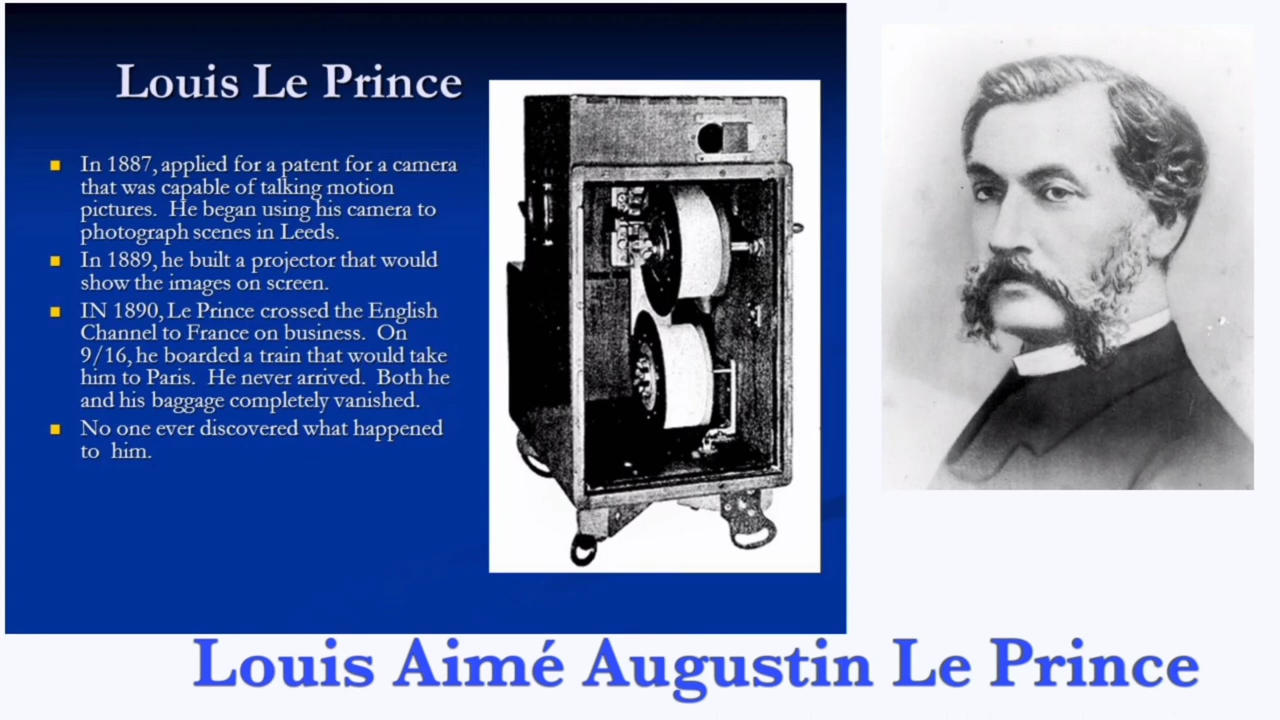 Louis Le Prince
In 1887, applied for a patent for a camera
that was capable of talking motion
pictures. He began using his camera to
photograph scenes in Leeds.
In 1889, he built a projector that would
show the images on screen.
IN 1890, Le Prince crossed the English
Channel to France on business. On
9/16, he boarded a train that would take
him to Paris. He never arrived. Both he
and his baggage completely vanished.
No one ever discovered what happened
to him.
Louis Aimé Augustin Le Prince